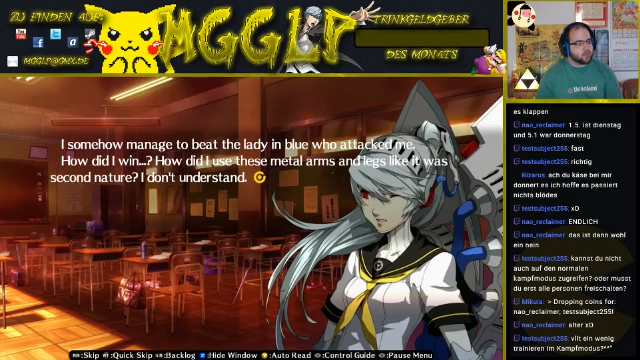 ZU FINDEN AUF:
You Tube
MGGLP@GMX.DE
MGGLP
TRINKGELDGEBER
DES MONATS
es klappen
nao_reclaimer: 1.5. ist dienstag
und 5.1 war donnerstag
testsubject255: fast
testsubject255: richtig
Rizarus: ach du käse bei mir
donnert es ich hoffe es passiert
nichts blödes
testsubject255: xD
nao_reclaimer: ENDLICH
nao_reclaimer: das ist dann wohl
ein nein
testsubject255: kannst du nicht
auch auf den normalen
kampfmodus zugreifen? oder musst
du erst alle personen freischalten?
Mikuia: > Dropping coins for:
nao_reclaimer, testsubject255!
nao_reclaimer: alter xD
testsubject255: vllt ein wenig
trainieren im Kampfmodus?^^"
I somehow manage to beat the lady in blue who attacked me.
How did I win...? How did I use these metal arms and legs like it was
second nature? I don't understand.
:Skip :Quick Skip :Backlog :Hide Window :Auto Read :Control Guide :Pause Menu